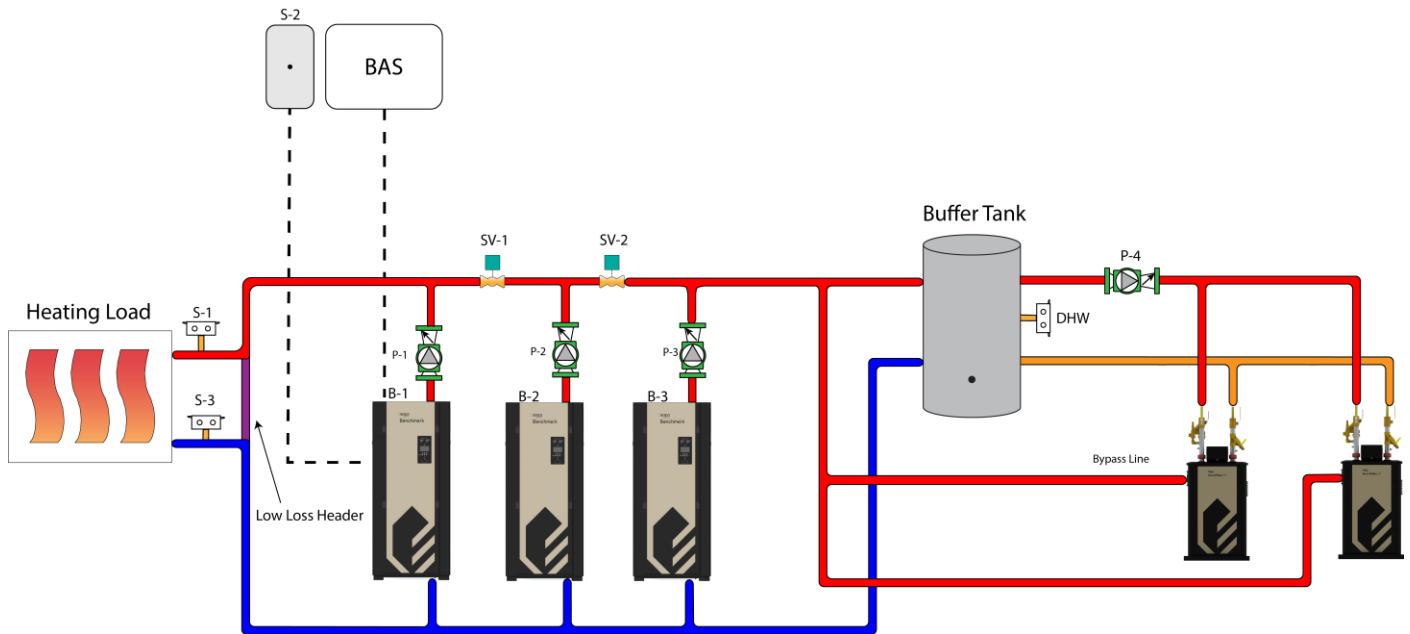 S-2
BAS
SV-1
SV-2
Buffer Tank
P-4
Heating Load
S-1
DHW
P-1
P-2
P-3
S-3
B-1
B-2
B-3
Benchmark
Benchmark
Benchmark
Bypass Line
Low Loss Header